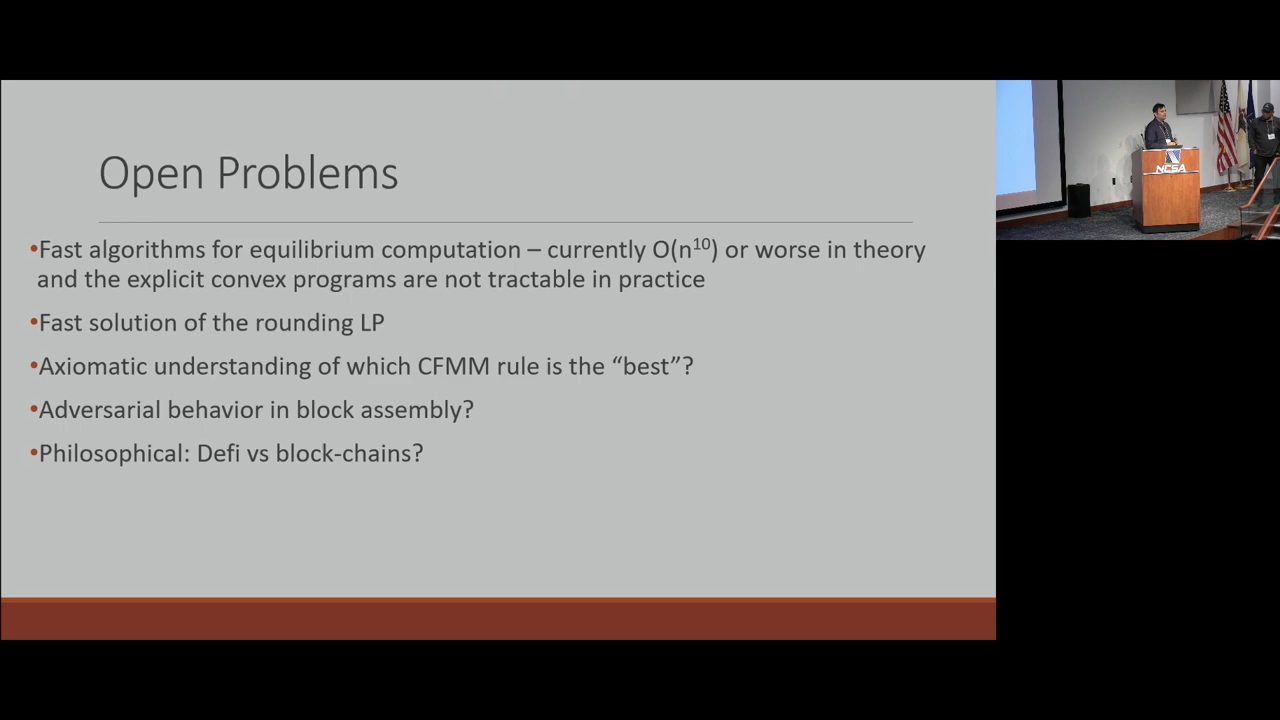 Open Problems
•Fast algorithms for equilibrium computation – currently O(n¹⁰) or worse in theory
and the explicit convex programs are not tractable in practice
•Fast solution of the rounding LP
•Axiomatic understanding of which CFMM rule is the “best”?
•Adversarial behavior in block assembly?
•Philosophical: Defi vs block-chains?
NCSA